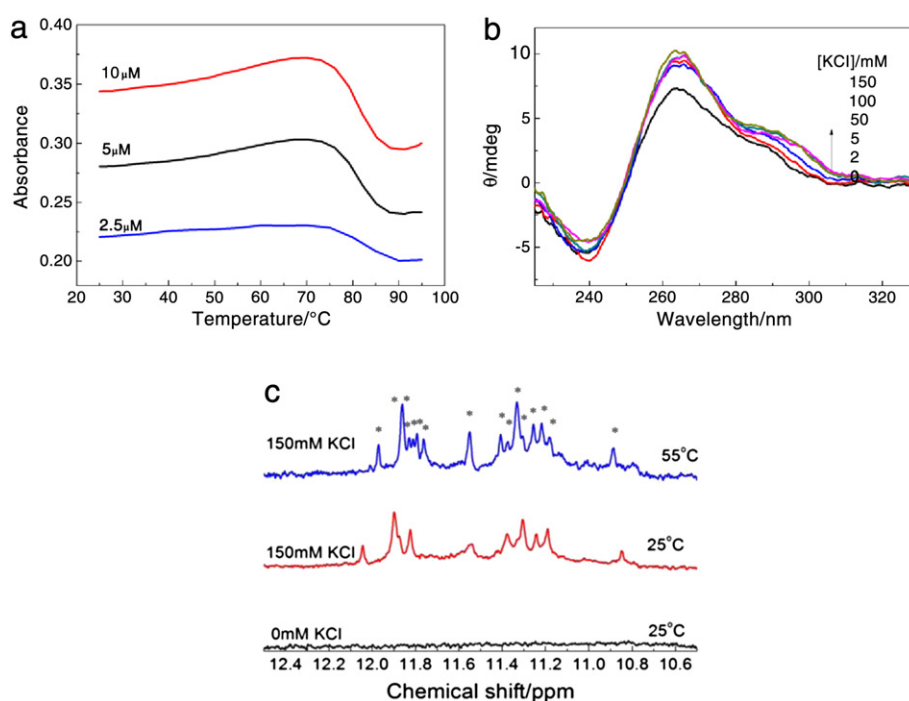 a
0.40
0.35
0.30
0.25
0.20
Absorbance
10μM
5μM
2.5μM
20 30 40 50 60 70 80 90 100
Temperature/°C
b
10
5
0
-5
θ/mdeg
[KCl]/mM
150
100
50
5
2
0
240 260 280 300 320
Wavelength/nm
c
* * * * * * * * * * * * * * *
150mM KCl 55°C
150mM KCl 25°C
0mM KCl 25°C
12.4 12.2 12.0 11.8 11.6 11.4 11.2 11.0 10.8 10.6
Chemical shift/ppm